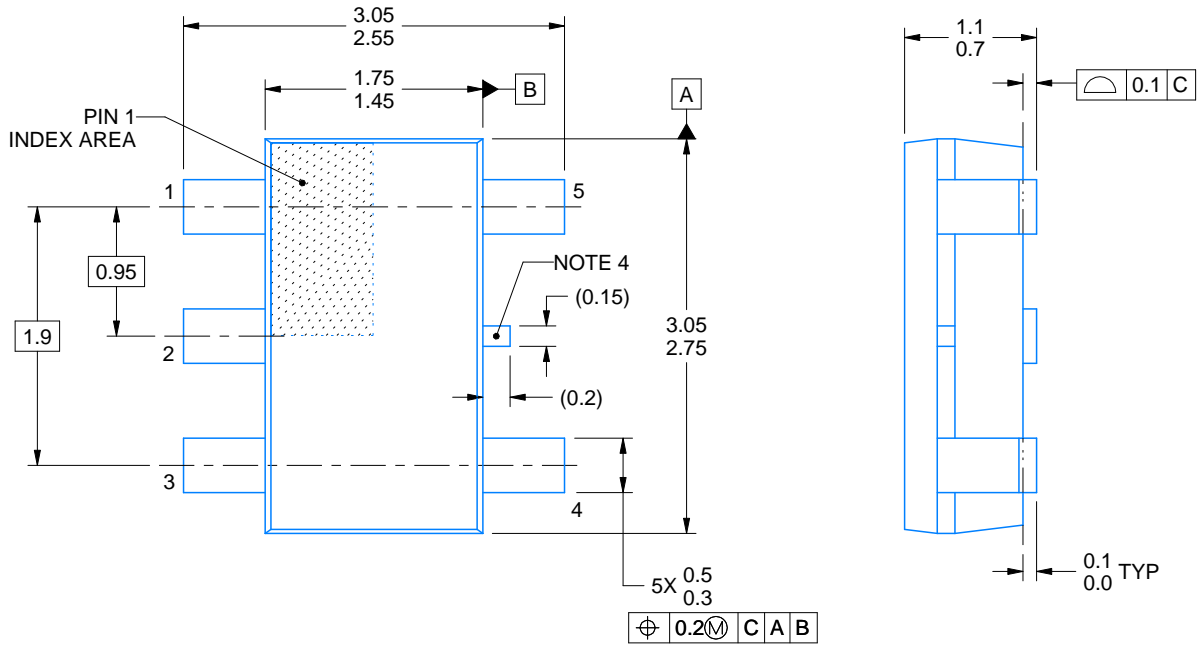 3.05
2.55
1.75
1.45
B
A
PIN 1
INDEX AREA
1
5
0.95
1.9
NOTE 4
(0.15)
2
3.05
2.75
(0.2)
3
4
5X 0.5
0.3
⌖ 0.2Ⓜ C A B
1.1
0.7
⌓ 0.1 C
0.1
0.0 TYP